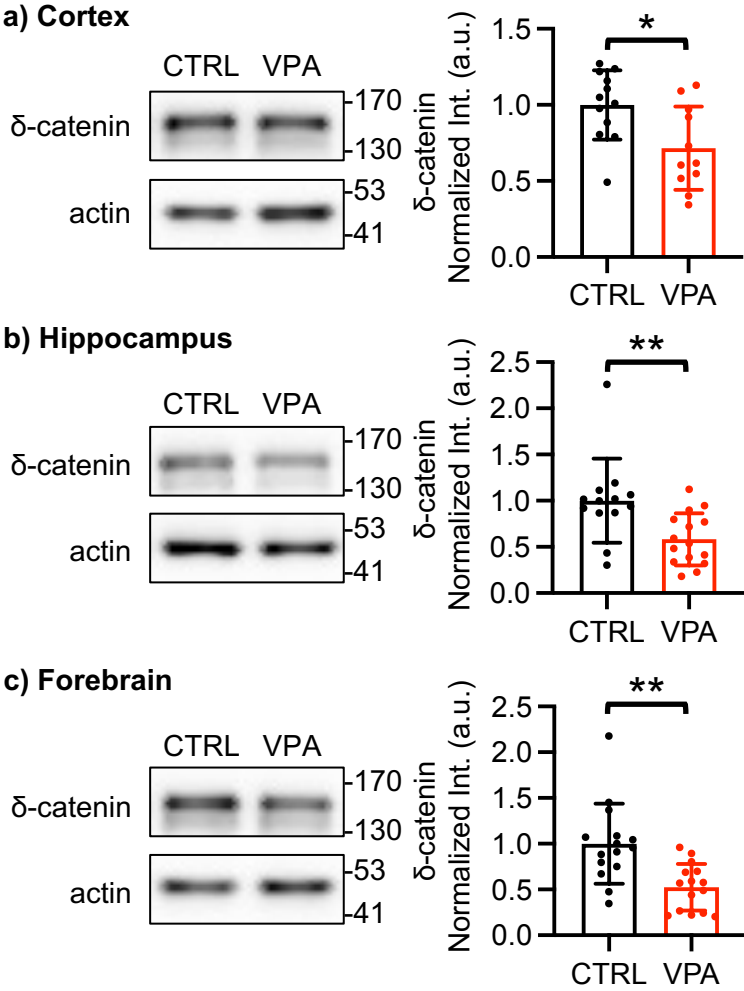 a) Cortex
CTRL VPA
δ-catenin
-170
-130
actin
-53
-41
δ-catenin
Normalized Int. (a.u.)
1.5
1.0
0.5
0.0
*
CTRL VPA
b) Hippocampus
CTRL VPA
δ-catenin
-170
-130
actin
-53
-41
δ-catenin
Normalized Int. (a.u.)
2.5
2.0
1.5
1.0
0.5
0.0
**
CTRL VPA
c) Forebrain
CTRL VPA
δ-catenin
-170
-130
actin
-53
-41
δ-catenin
Normalized Int. (a.u.)
2.5
2.0
1.5
1.0
0.5
0.0
**
CTRL VPA